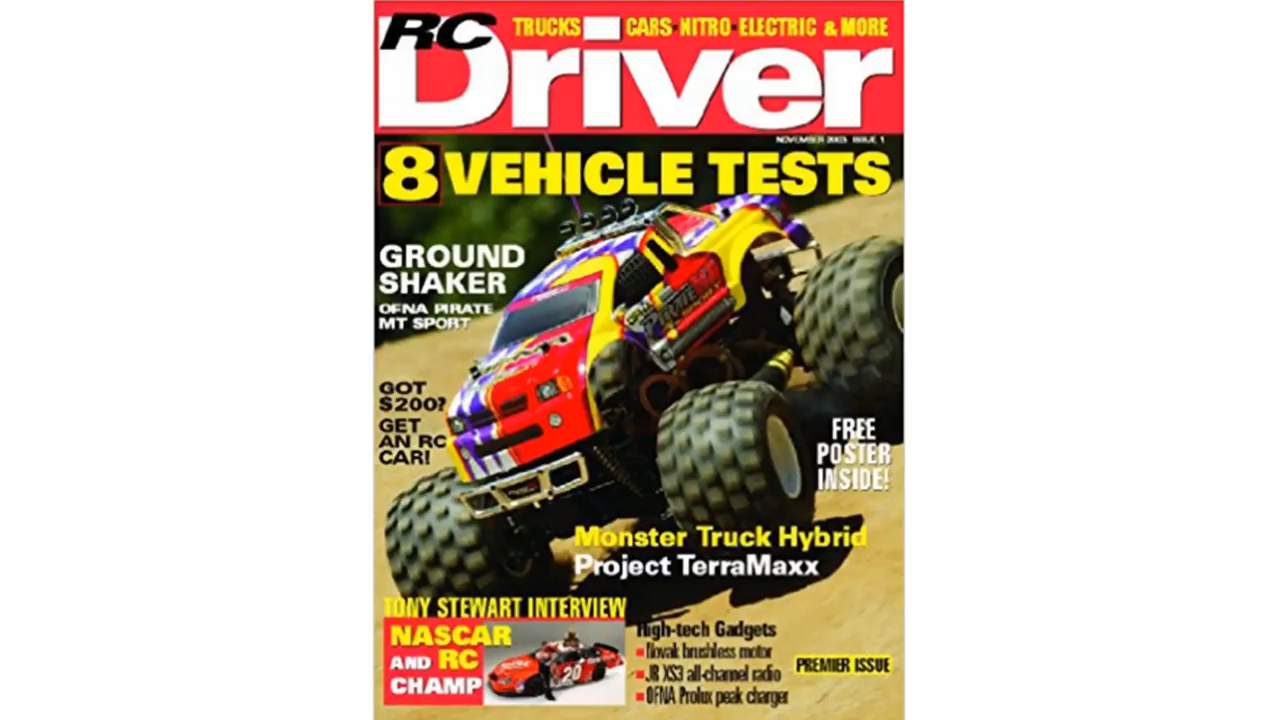 RC
TRUCKS CARS · NITRO · ELECTRIC & MORE
Driver
NOVEMBER 2003 ISSUE 1
8 VEHICLE TESTS
GROUND
SHAKER
OFNA PIRATE
MT SPORT
GOT
$200?
GET
AN RC
CAR!
FREE
POSTER
INSIDE!
Monster Truck Hybrid
Project TerraMaxx
TONY STEWART INTERVIEW
NASCAR
AND RC
CHAMP
20
High-tech Gadgets
▪ Novak brushless motor
▪ JR XS3 all-channel radio
▪ OFNA Prolux peak charger
PREMIER ISSUE
PIRATE